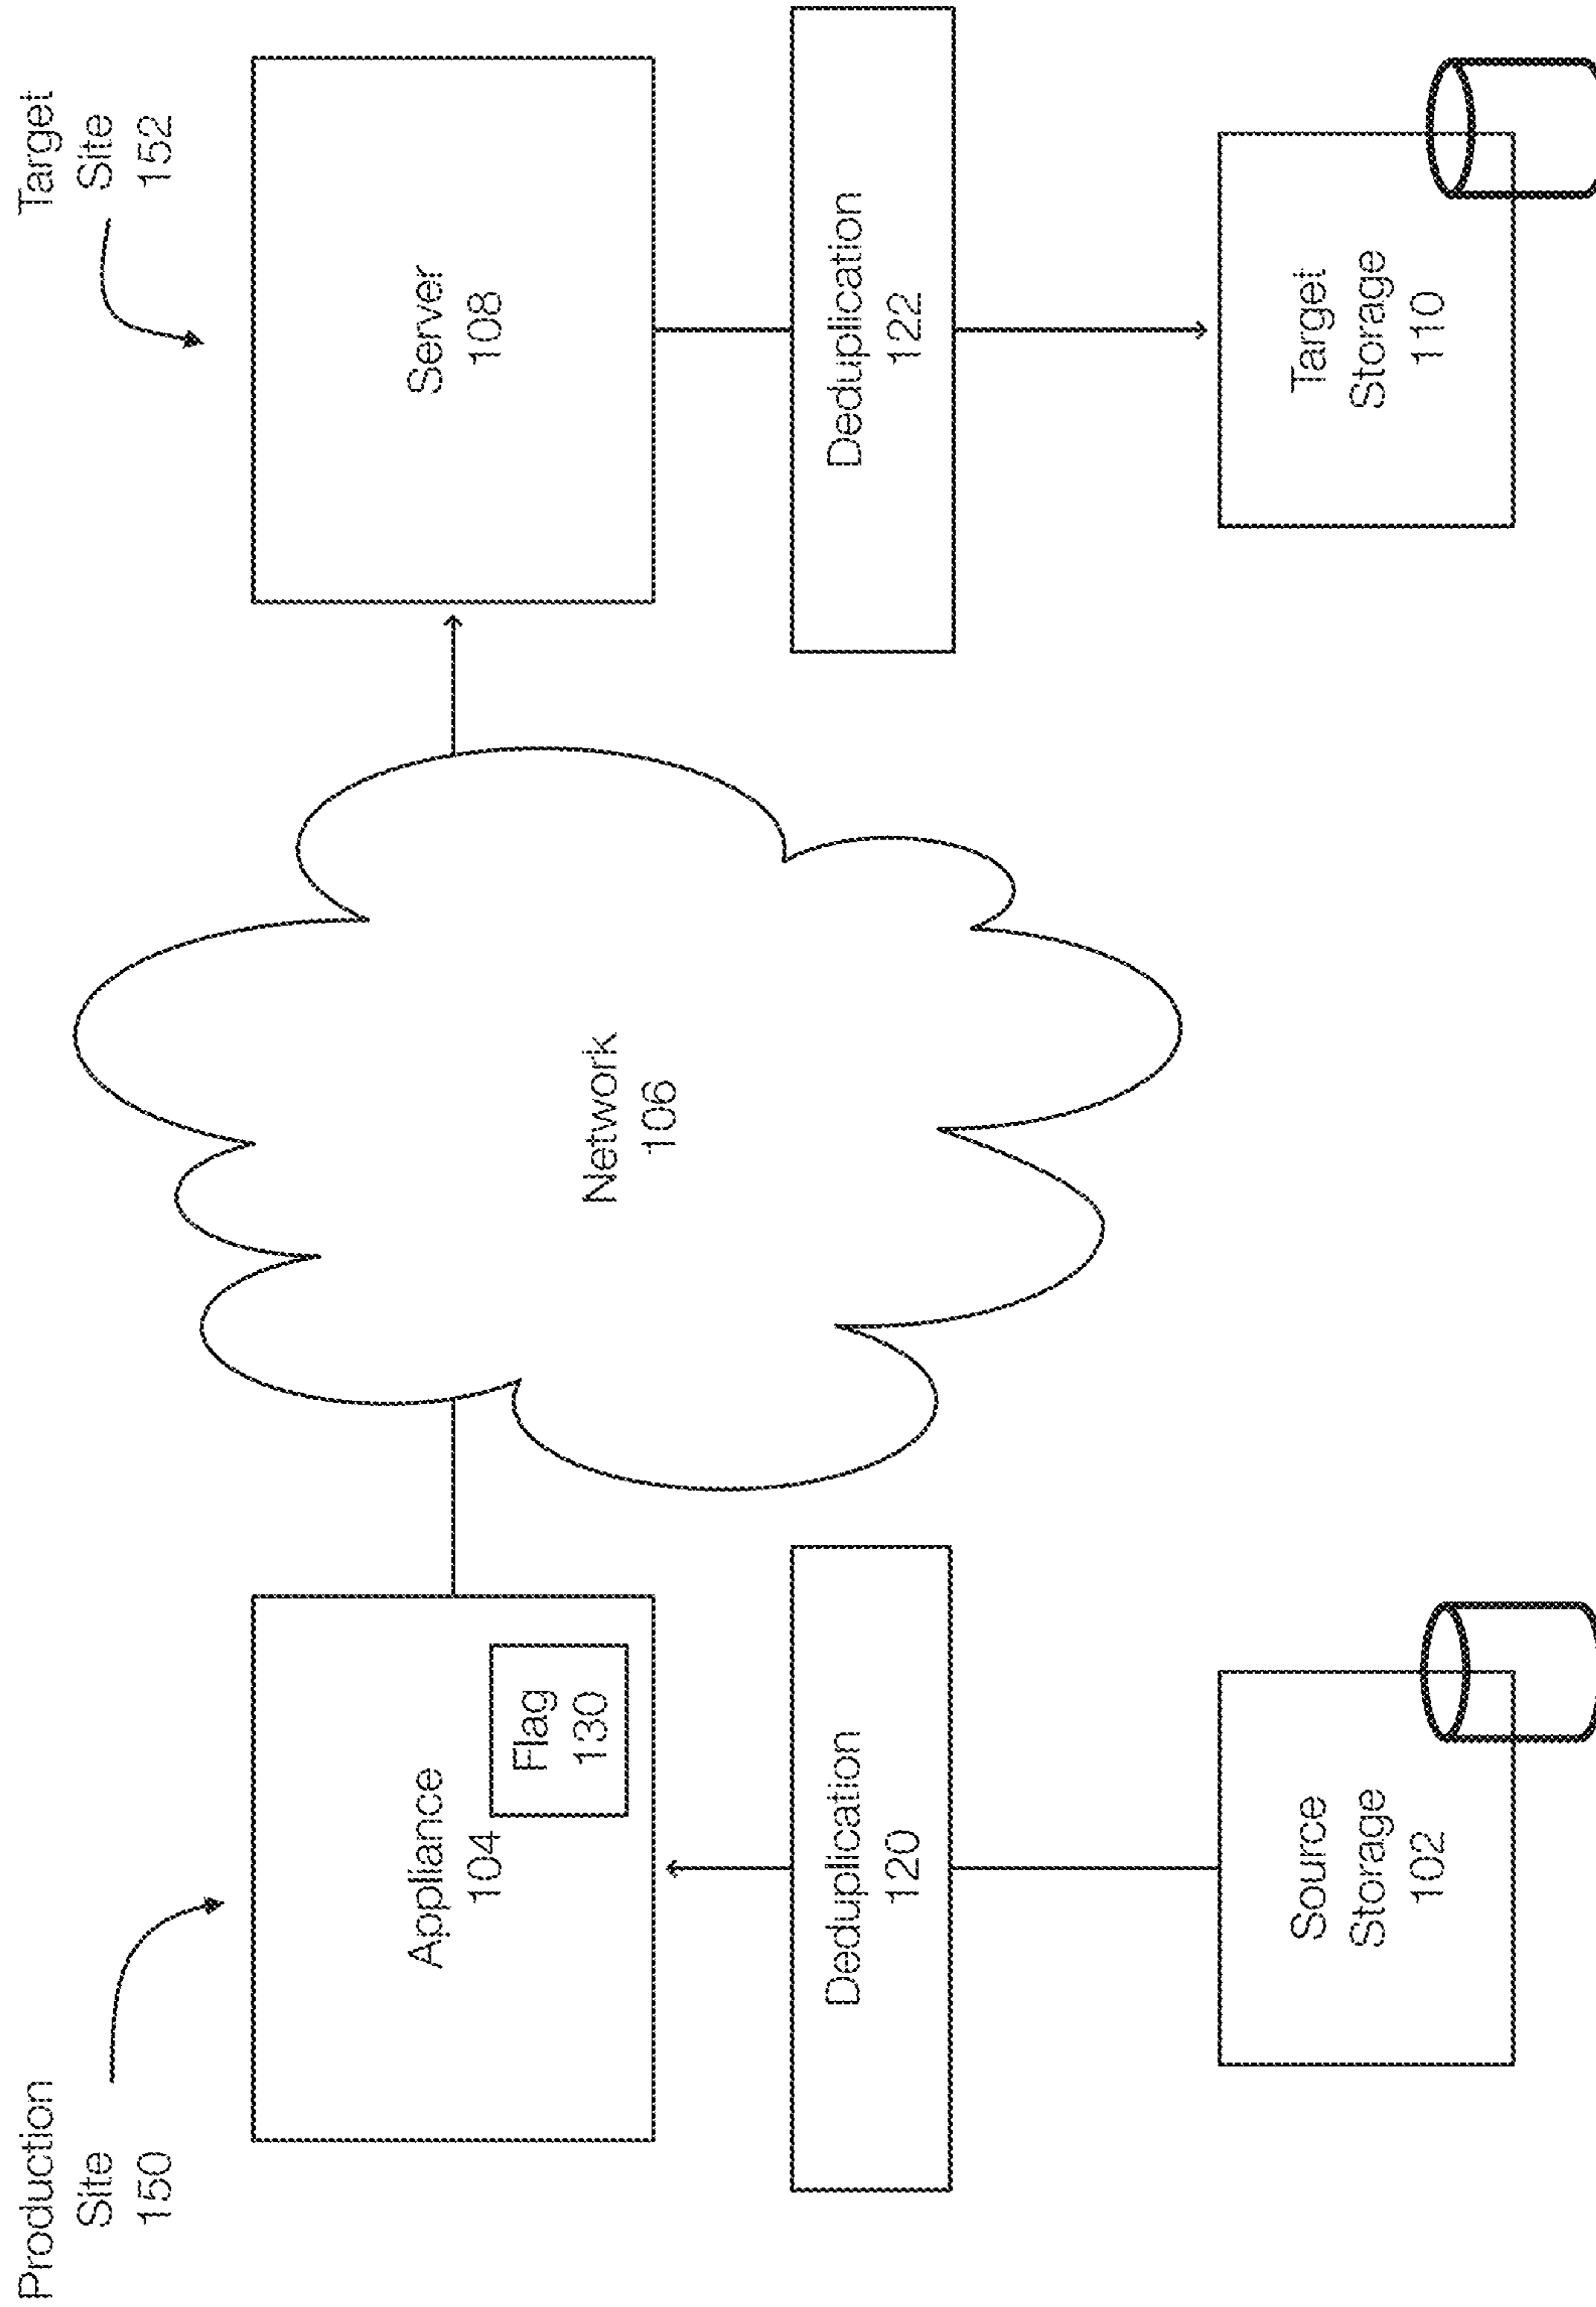 Production
Site
150
Target
Site
152
Appliance
104
Flag
130
Server
108
Network
106
Deduplication
120
Deduplication
122
Source
Storage
102
Target
Storage
110